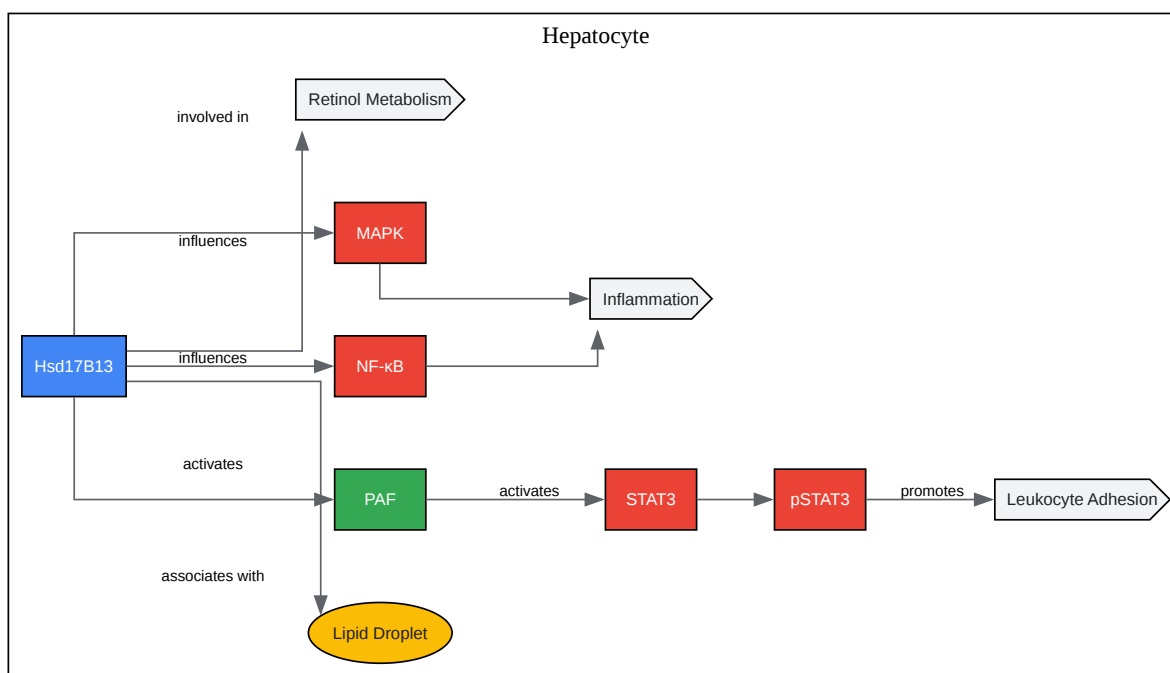 Hepatocyte
Retinol Metabolism
involved in
MAPK
influences
Inflammation
Hsd17B13
influences
NF-κB
activates
PAF
activates
STAT3
pSTAT3
promotes
Leukocyte Adhesion
associates with
Lipid Droplet